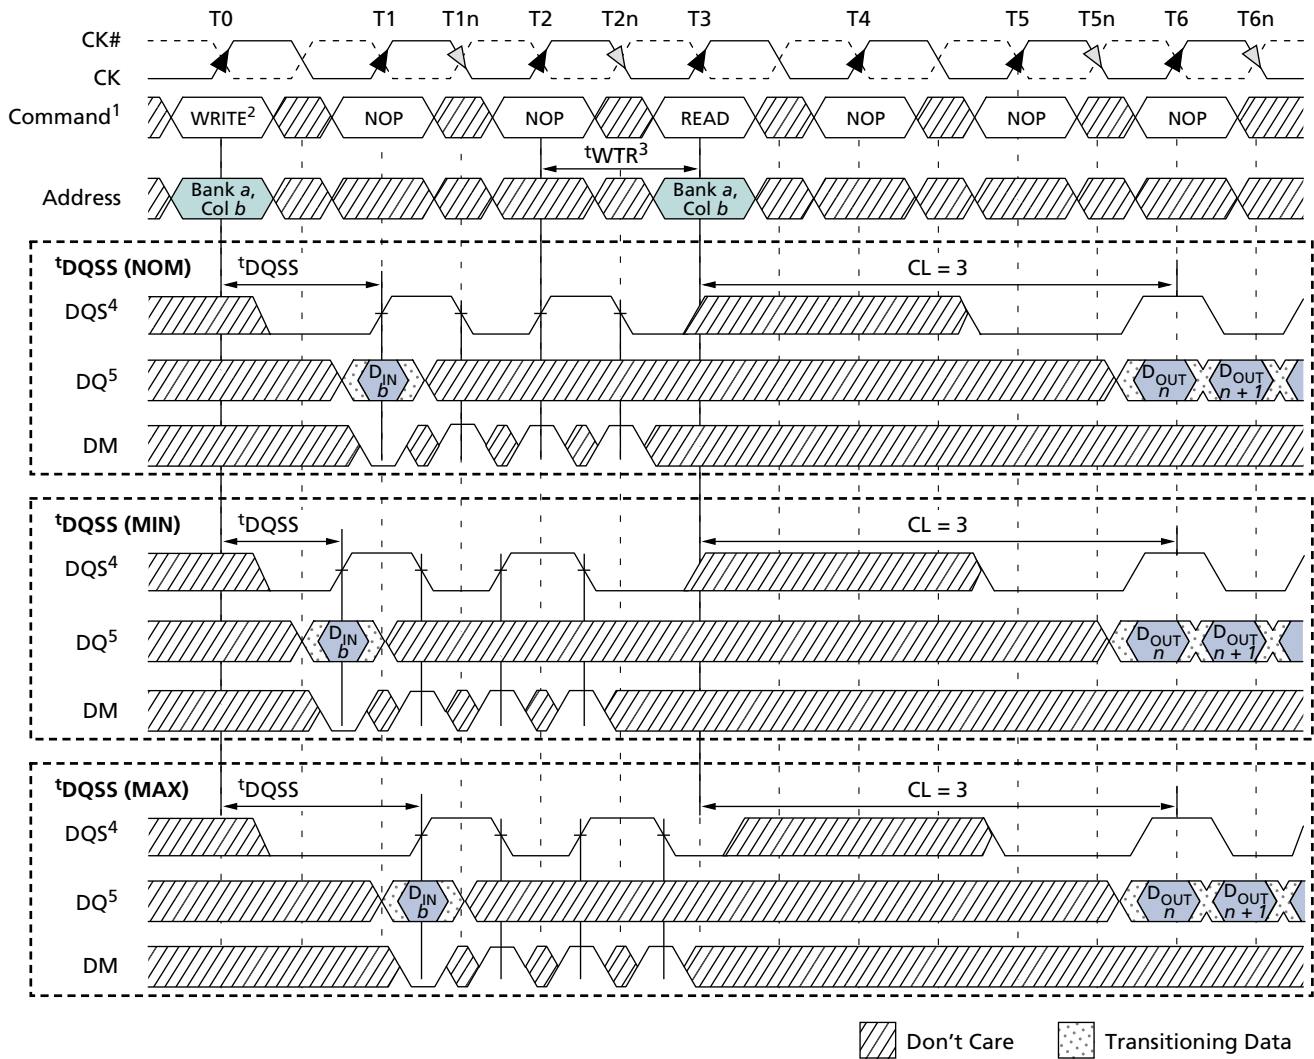 T0 T1 T1n T2 T2n T3 T4 T5 T5n T6 T6n
CK#
CK
Command¹ WRITE² NOP NOP READ NOP NOP NOP
tWTR³
Address Bank a, Col b Bank a, Col b
tDQSS (NOM) tDQSS CL = 3
DQS⁴
DQ⁵ DIN b DOUT n DOUT n + 1
DM
tDQSS (MIN) tDQSS CL = 3
DQS⁴
DQ⁵ DIN b DOUT n DOUT n + 1
DM
tDQSS (MAX) tDQSS CL = 3
DQS⁴
DQ⁵ DIN b DOUT n DOUT n + 1
DM
Don't Care Transitioning Data